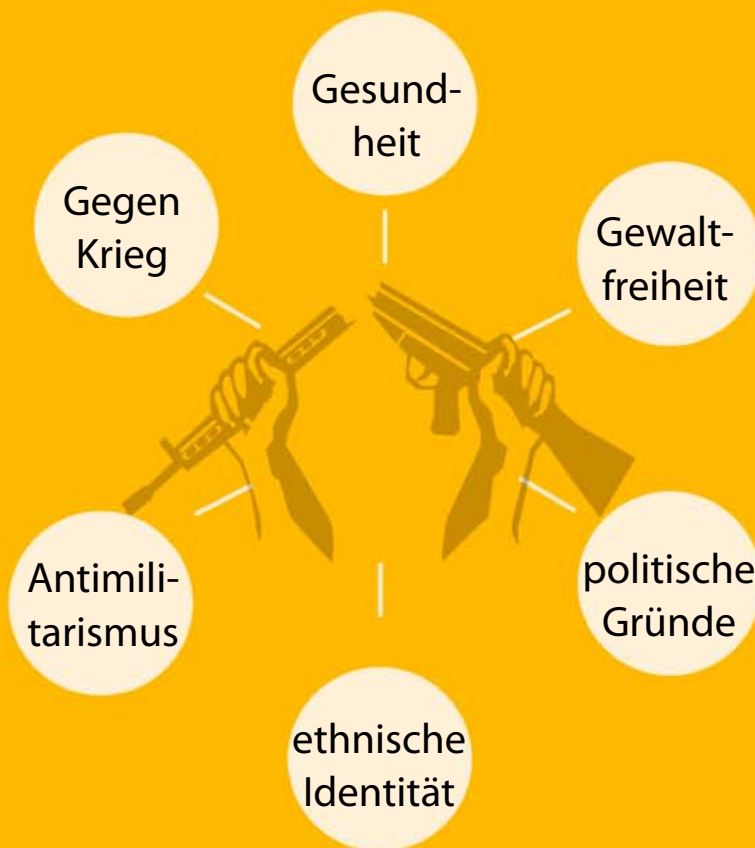 Gesund-
heit
Gegen
Krieg
Gewalt-
freiheit
Antimili-
tarismus
politische
Gründe
ethnische
Identität